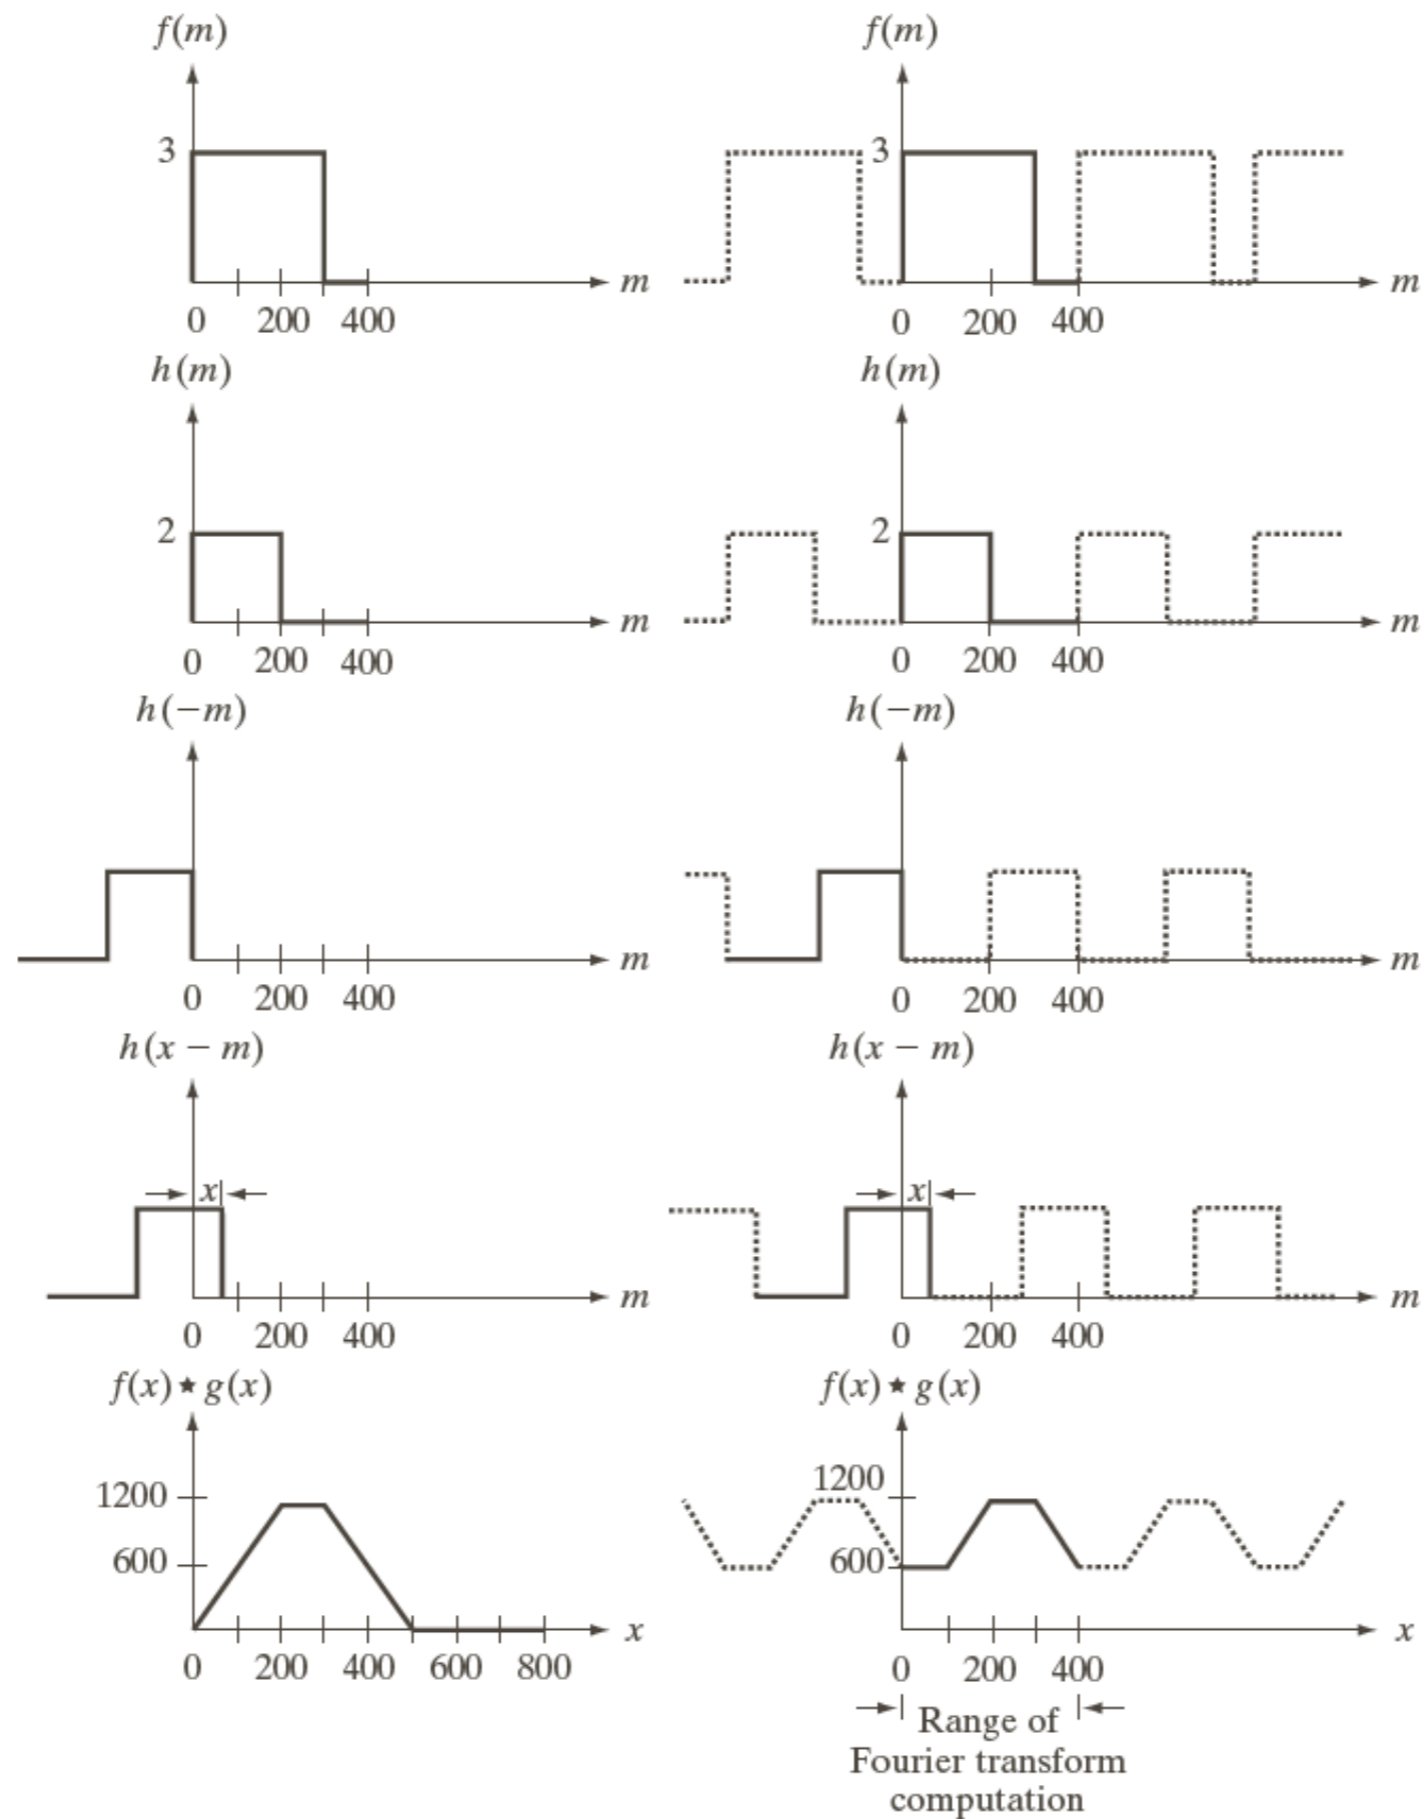 f(m)
3
0 200 400
m
h(m)
2
0 200 400
m
h(−m)
0 200 400
m
h(x − m)
x
0 200 400
m
f(x) ★ g(x)
1200
600
0 200 400 600 800
x
f(m)
3
0 200 400
m
h(m)
2
0 200 400
m
h(−m)
0 200 400
m
h(x − m)
x
0 200 400
m
f(x) ★ g(x)
1200
600
0 200 400
x
Range of
Fourier transform
computation